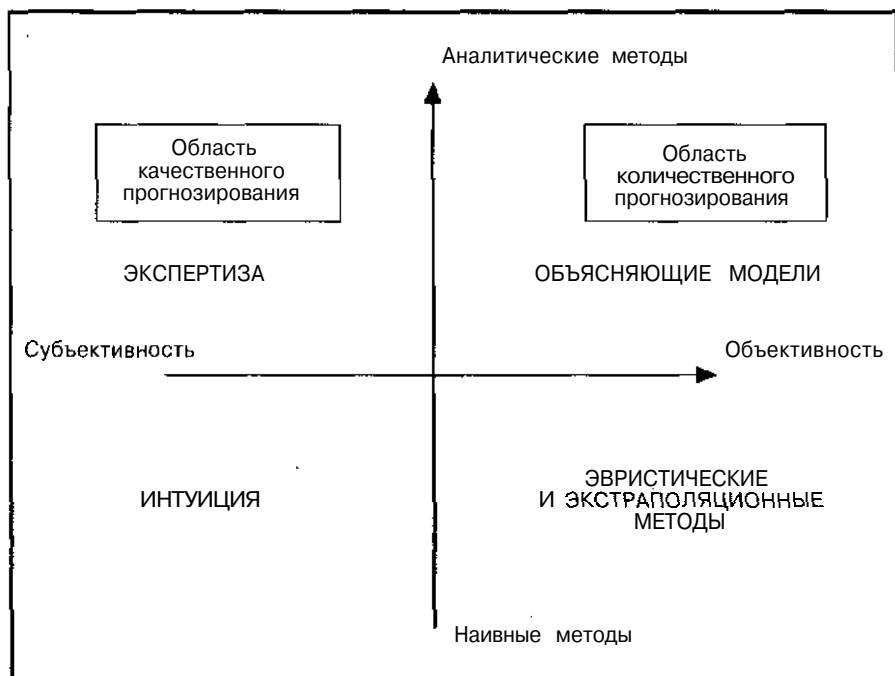 Аналитические методы
Область
качественного
прогнозирования
Область
количественного
прогнозирования
ЭКСПЕРТИЗА
ОБЪЯСНЯЮЩИЕ МОДЕЛИ
Субъективность
Объективность
ИНТУИЦИЯ
ЭВРИСТИЧЕСКИЕ
И ЭКСТРАПОЛЯЦИОННЫЕ
МЕТОДЫ
Наивные методы